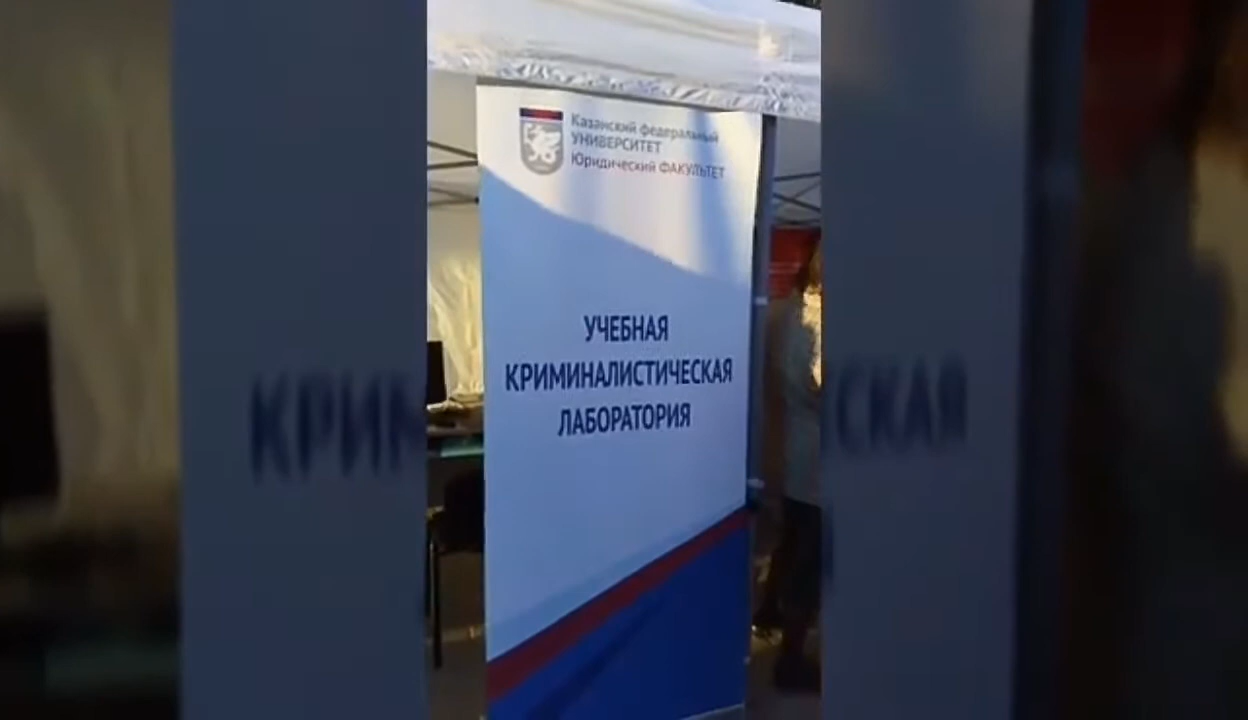 Казанский федеральный
УНИВЕРСИТЕТ
Юридический ФАКУЛЬТЕТ
УЧЕБНАЯ
КРИМИНАЛИСТИЧЕСКАЯ
ЛАБОРАТОРИЯ